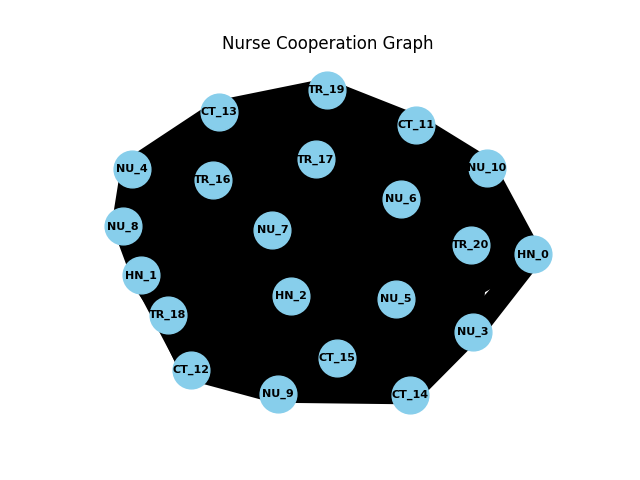 Nurse Cooperation Graph
TR_19
CT_13
CT_11
TR_17
NU_4
NU_10
TR_16
NU_6
NU_8
NU_7
TR_20
HN_0
HN_1
HN_2
NU_5
TR_18
NU_3
CT_15
CT_12
NU_9
CT_14